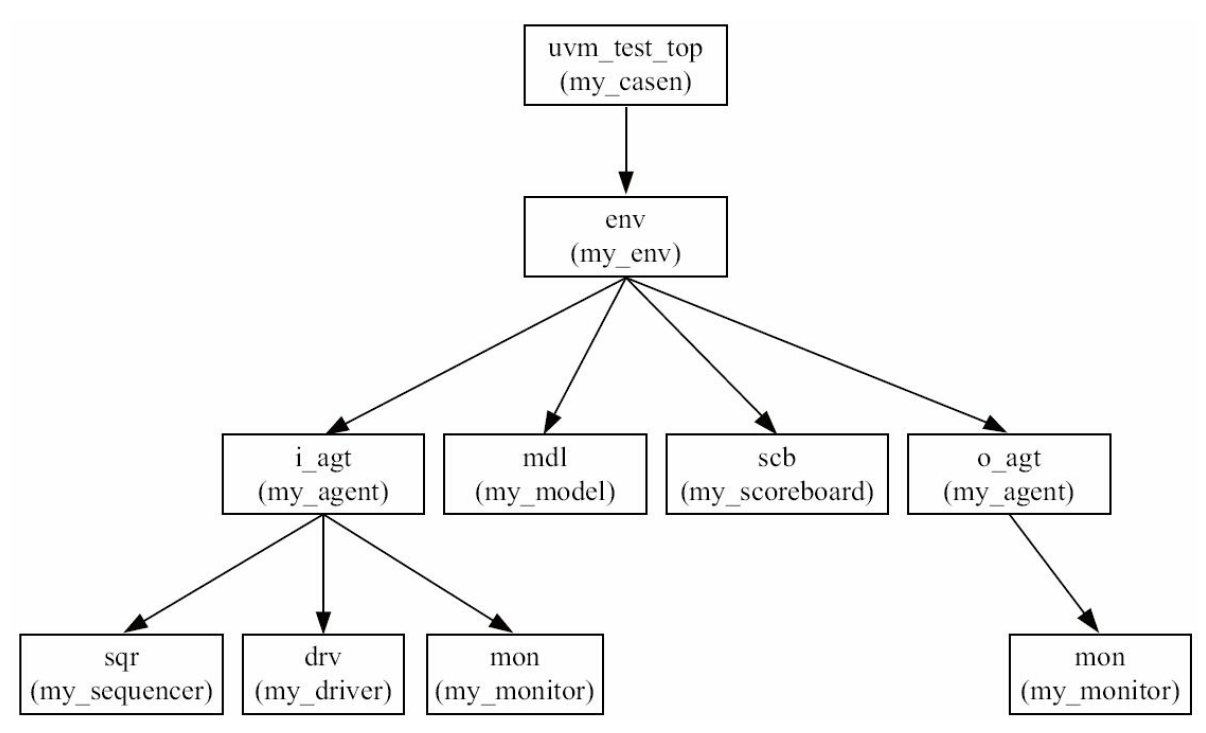 uvm_test_top
(my_casen)
env
(my_env)
i_agt
(my_agent)
mdl
(my_model)
scb
(my_scoreboard)
o_agt
(my_agent)
sqr
(my_sequencer)
drv
(my_driver)
mon
(my_monitor)
mon
(my_monitor)